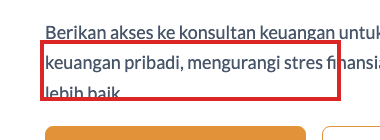 Berikan akses ke konsultan keuangan untuk
keuangan pribadi, mengurangi stres finansia
lebih baik